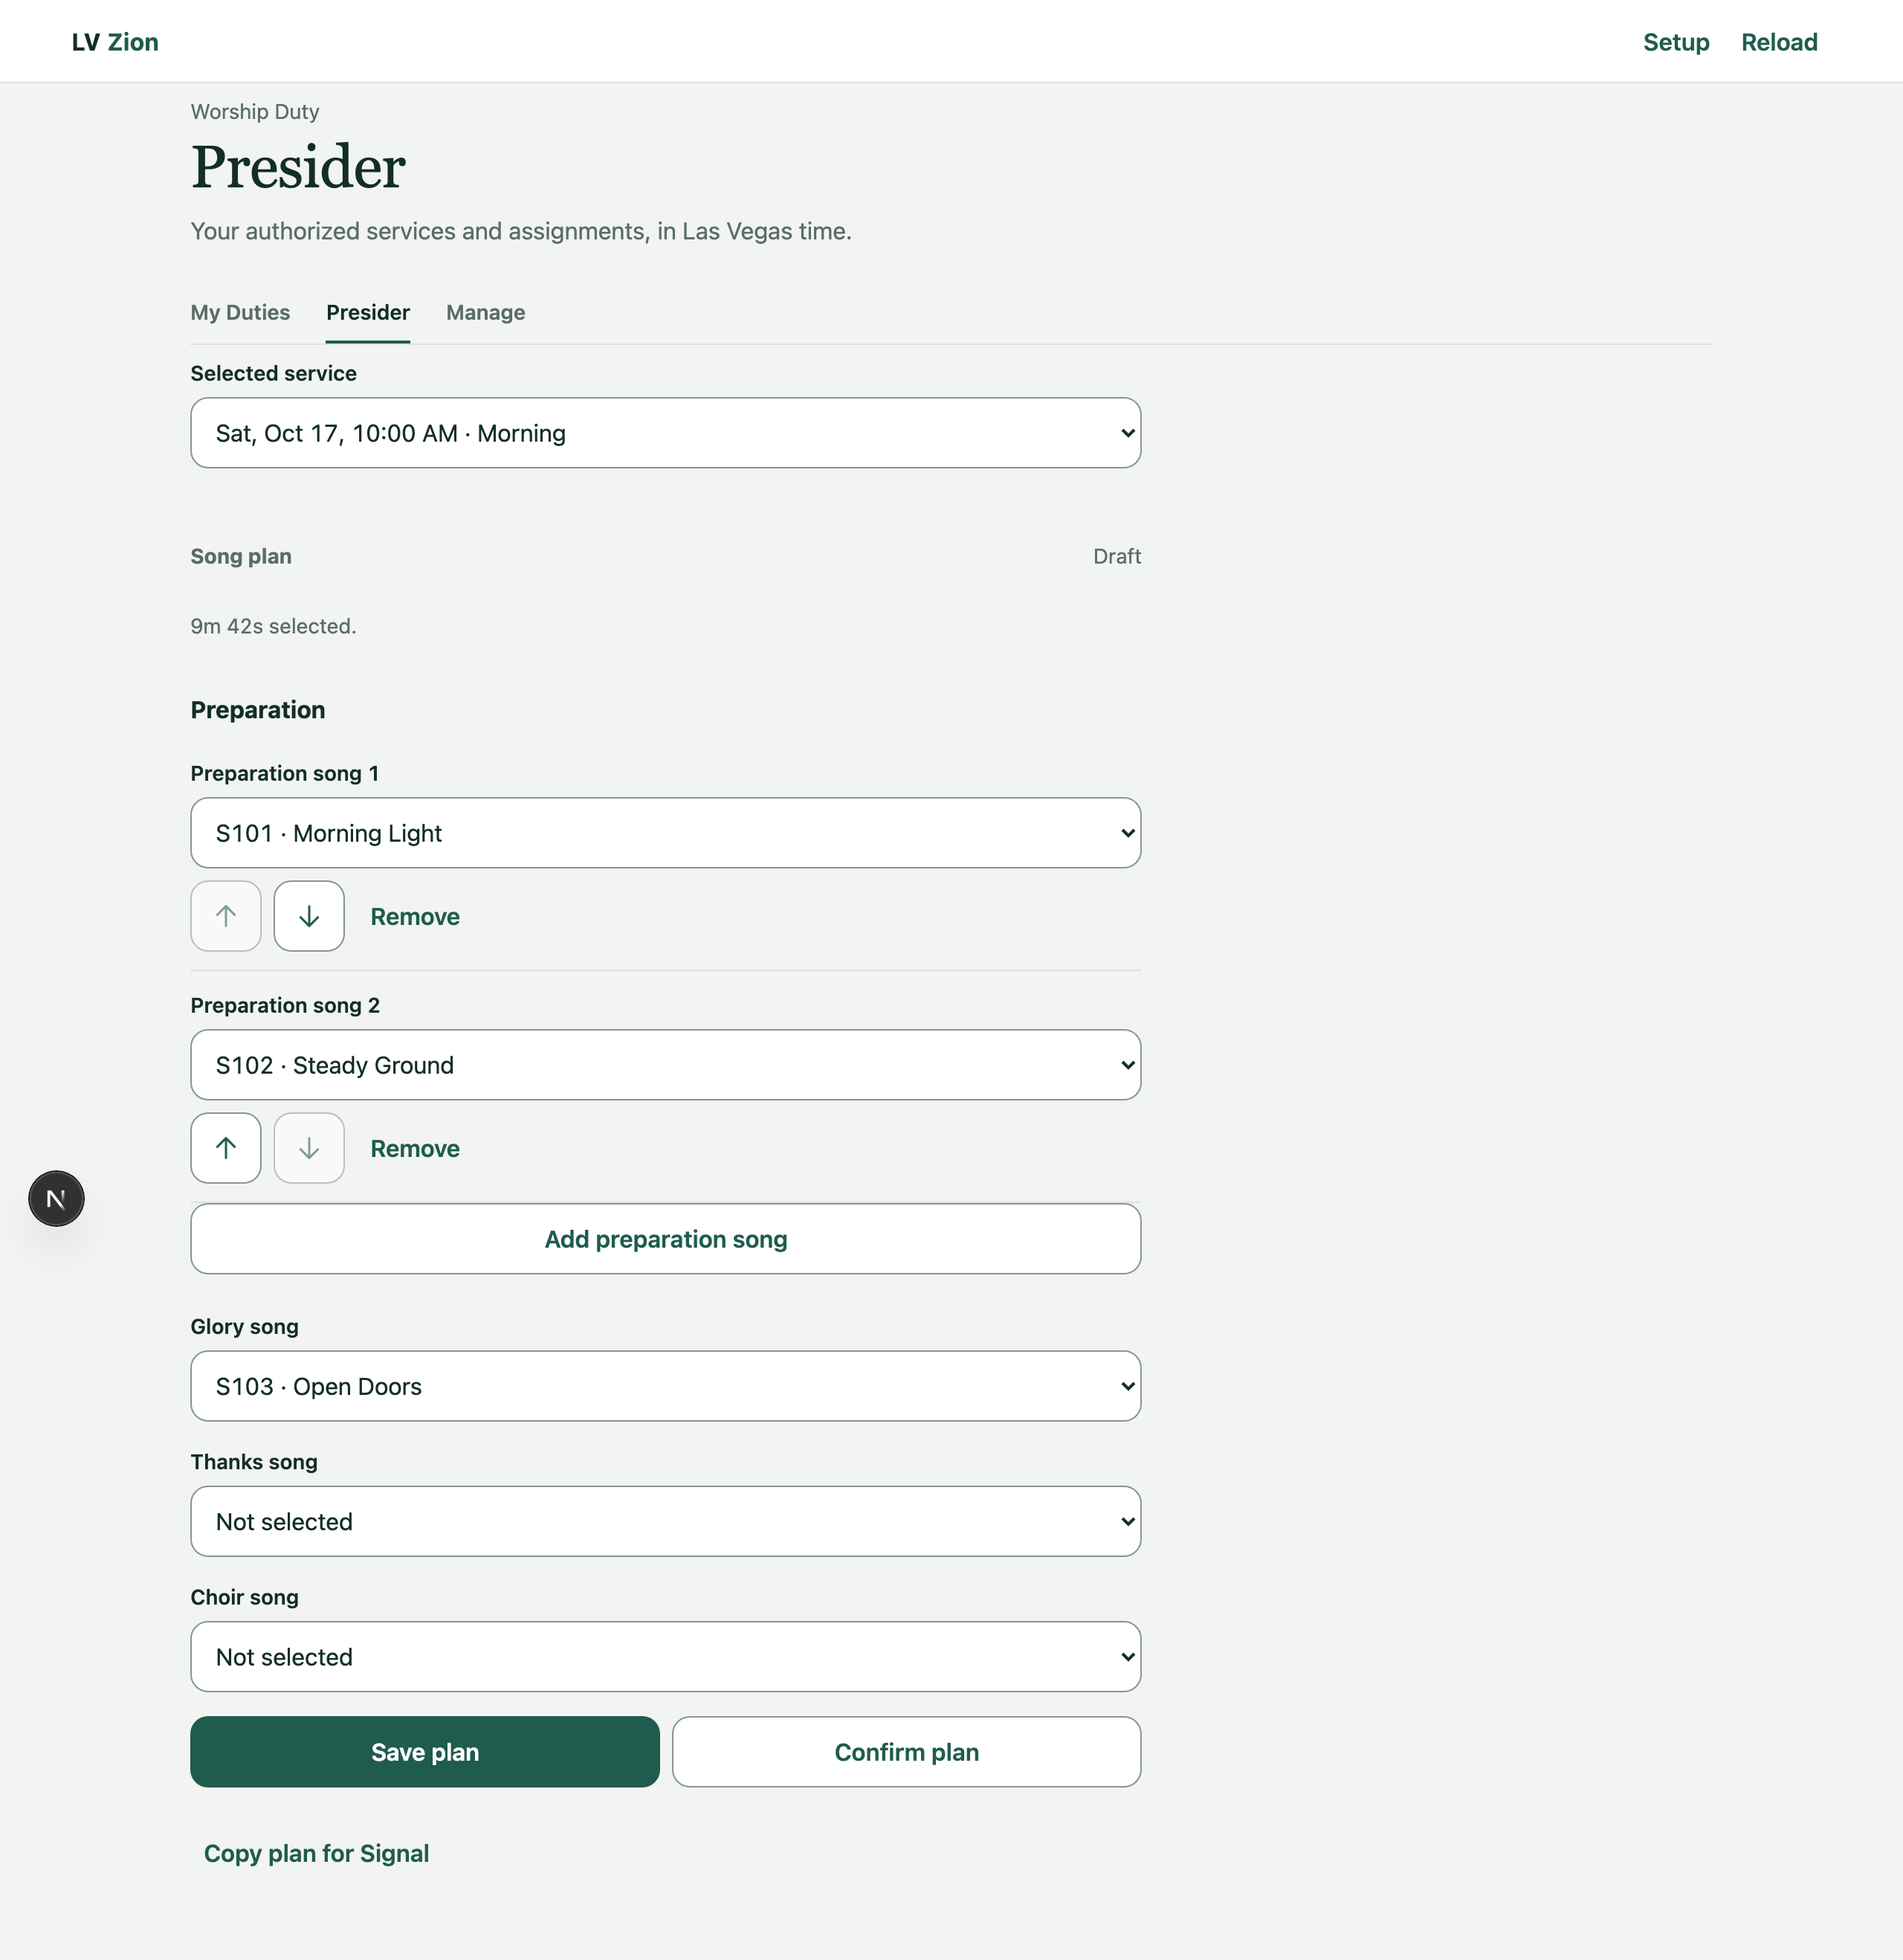 LV Zion
Setup Reload
Worship Duty
Presider
Your authorized services and assignments, in Las Vegas time.
My Duties Presider Manage
Selected service
Sat, Oct 17, 10:00 AM · Morning
Song plan Draft
9m 42s selected.
Preparation
Preparation song 1
S101 · Morning Light
↑ ↓ Remove
Preparation song 2
S102 · Steady Ground
↑ ↓ Remove
N
Add preparation song
Glory song
S103 · Open Doors
Thanks song
Not selected
Choir song
Not selected
Save plan Confirm plan
Copy plan for Signal